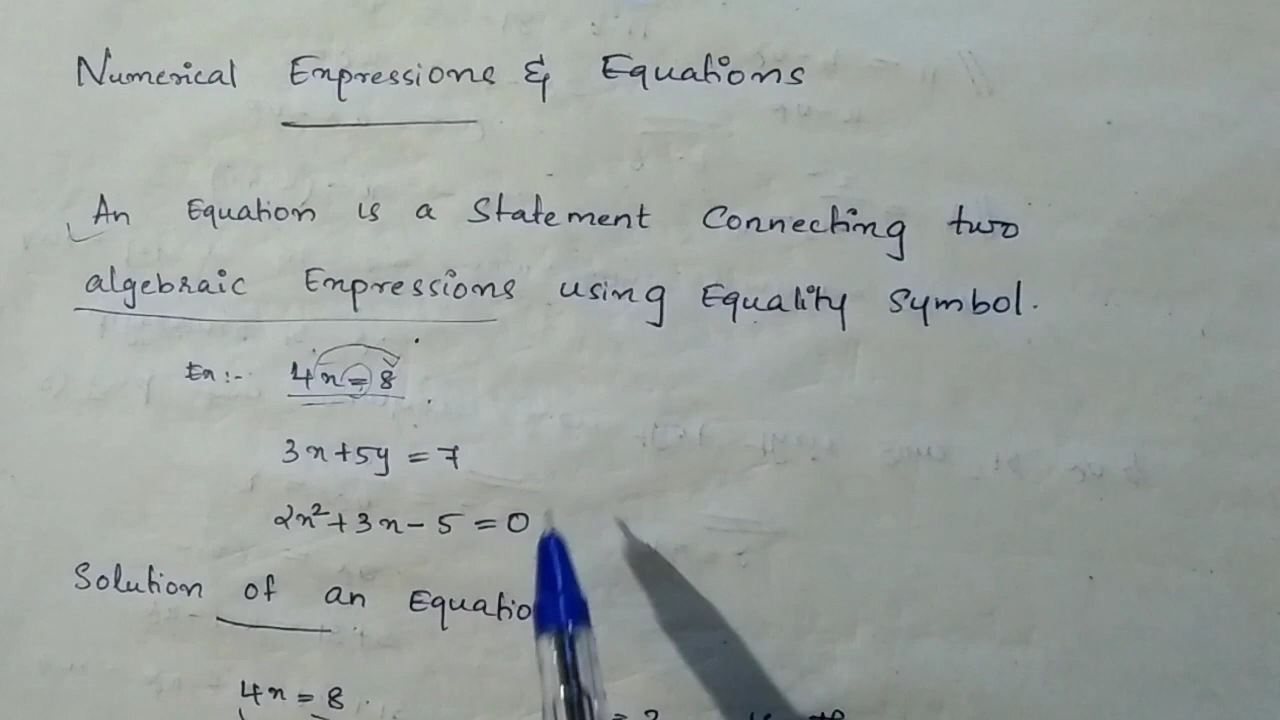 Numerical Expressions & Equations
An Equation is a Statement Connecting two
algebraic Expressions using Equality Symbol.
Ex :- 4x = 8
3x + 5y = 7
2x² + 3x - 5 = 0
Solution of an Equatio
4x = 8